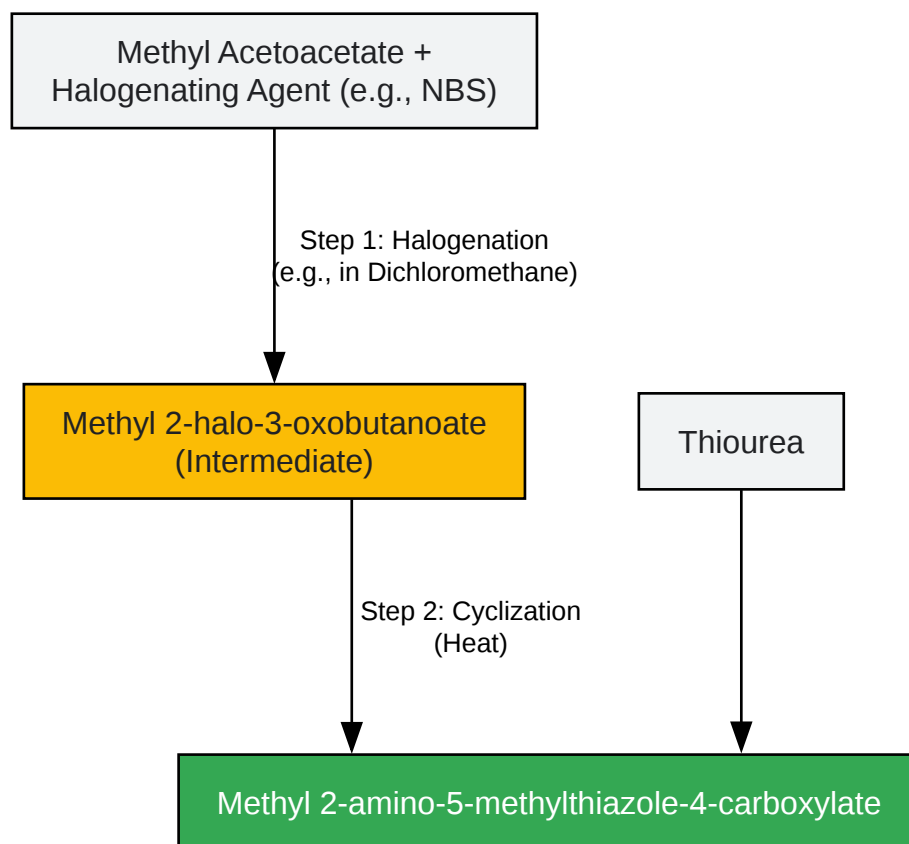 Methyl Acetoacetate +
Halogenating Agent (e.g., NBS)
Step 1: Halogenation
(e.g., in Dichloromethane)
Methyl 2-halo-3-oxobutanoate
(Intermediate)
Thiourea
Step 2: Cyclization
(Heat)
Methyl 2-amino-5-methylthiazole-4-carboxylate